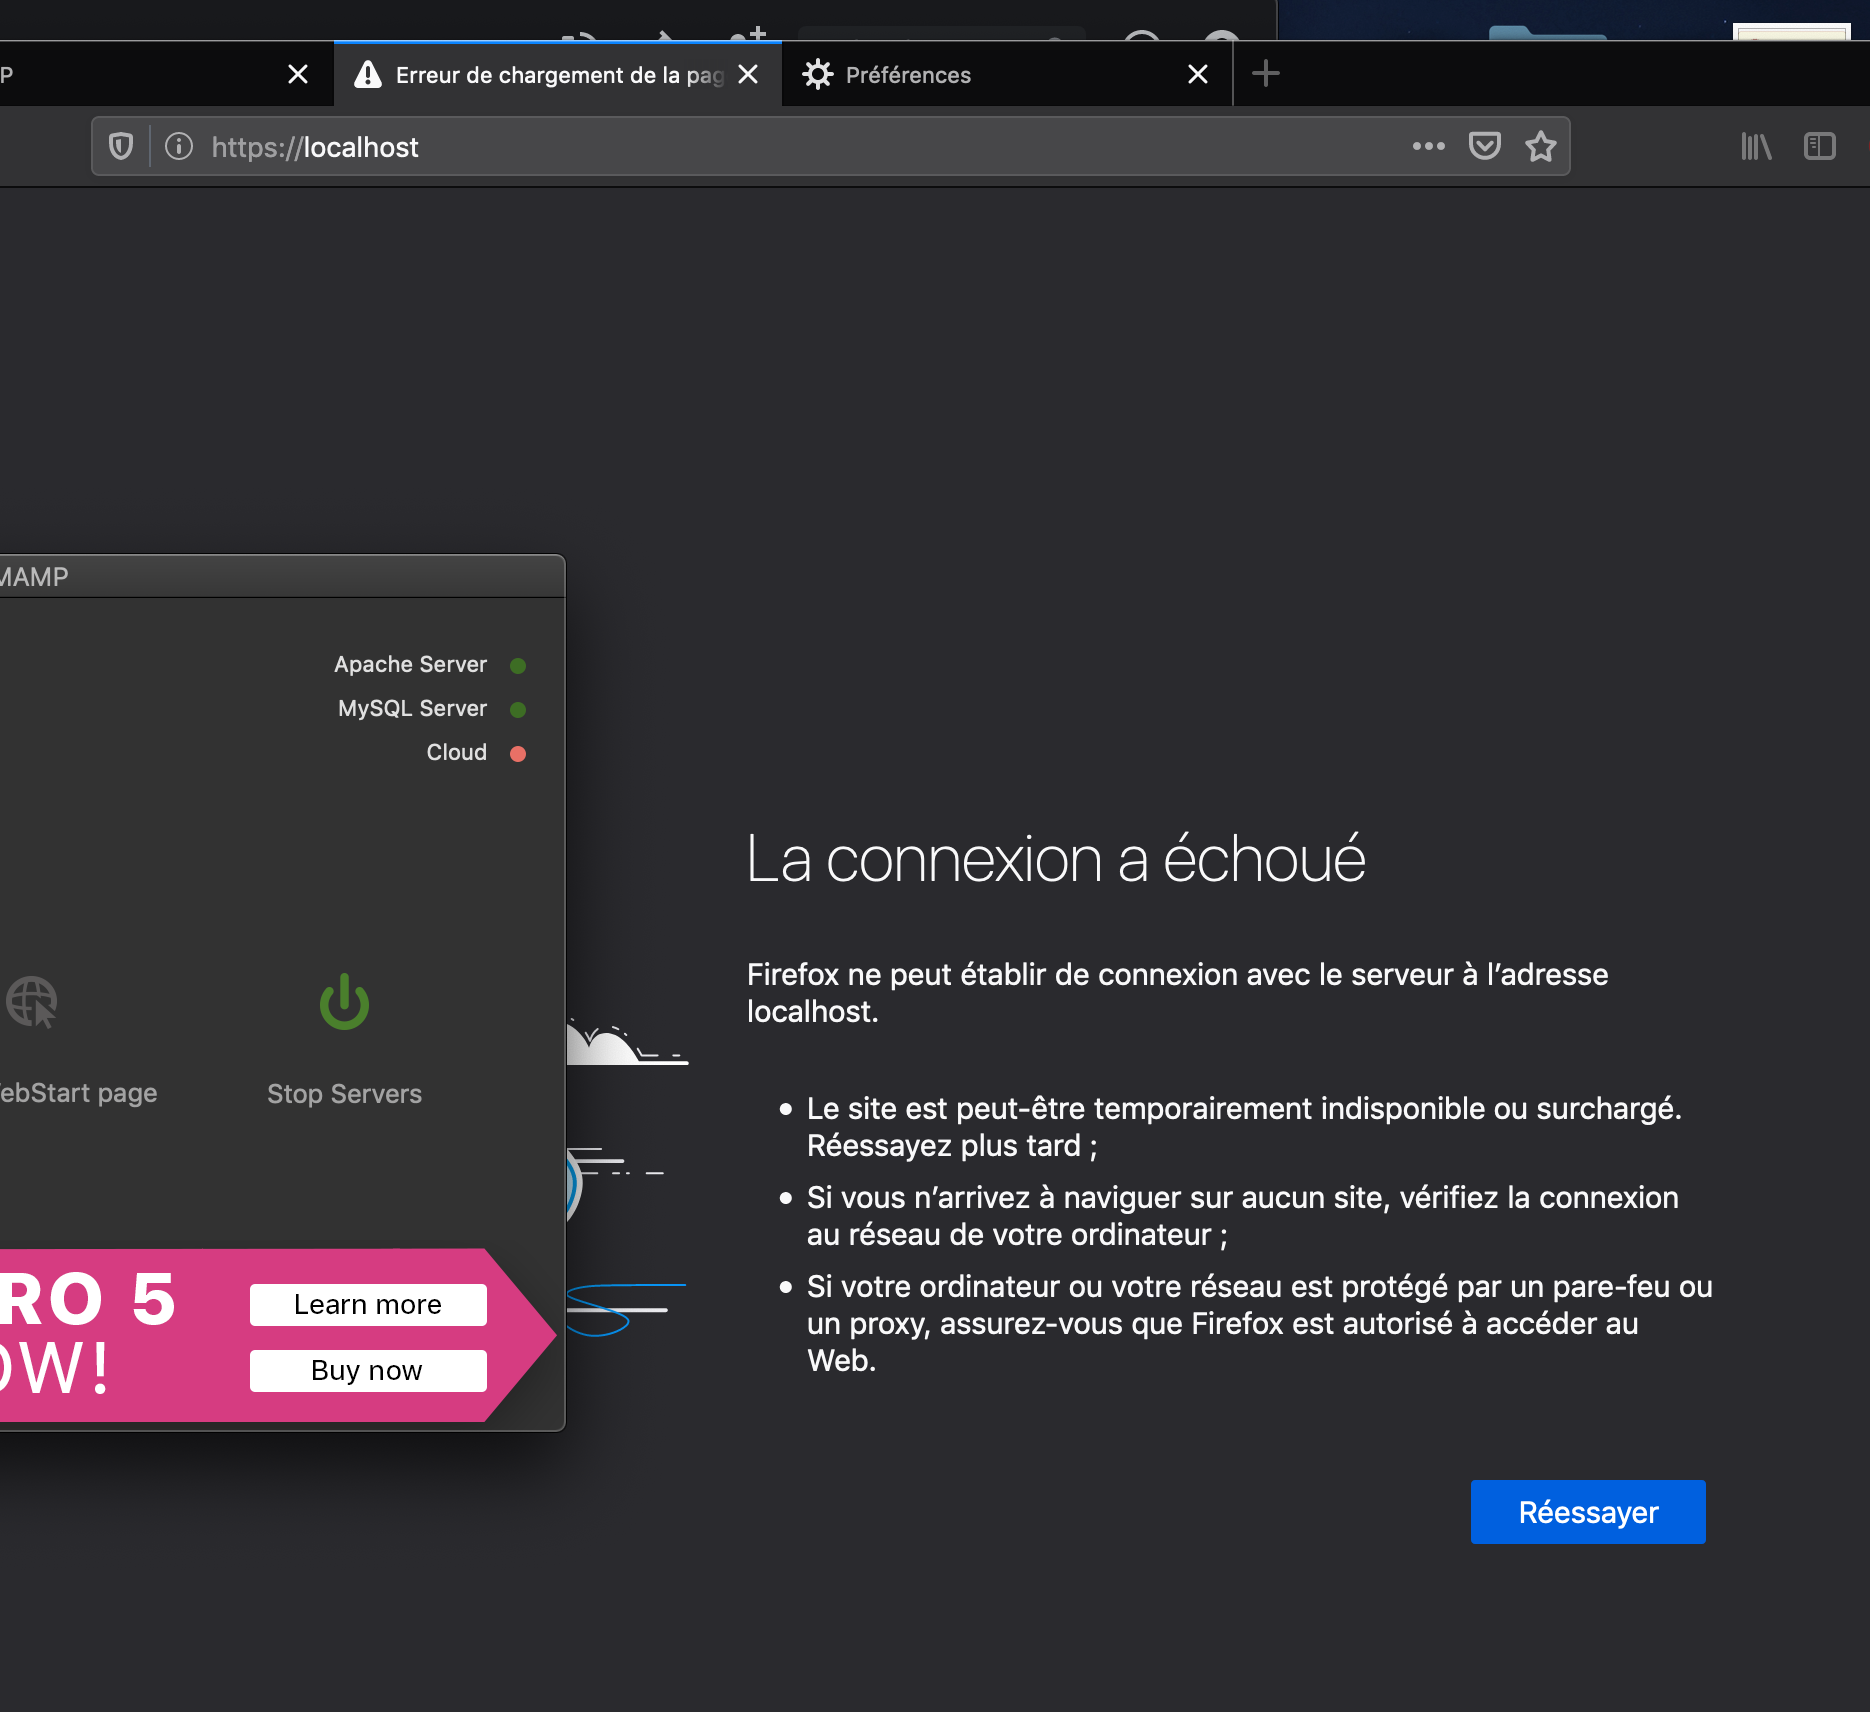 P
Erreur de chargement de la pag
Préférences
https://localhost
MAMP
Apache Server
MySQL Server
Cloud
La connexion a échoué
Firefox ne peut établir de connexion avec le serveur à l’adresse
localhost.
ebStart page
Stop Servers
Le site est peut-être temporairement indisponible ou surchargé.
Réessayez plus tard ;
Si vous n’arrivez à naviguer sur aucun site, vérifiez la connexion
au réseau de votre ordinateur ;
Si votre ordinateur ou votre réseau est protégé par un pare-feu ou
un proxy, assurez-vous que Firefox est autorisé à accéder au
Web.
RO 5
OW!
Learn more
Buy now
Réessayer